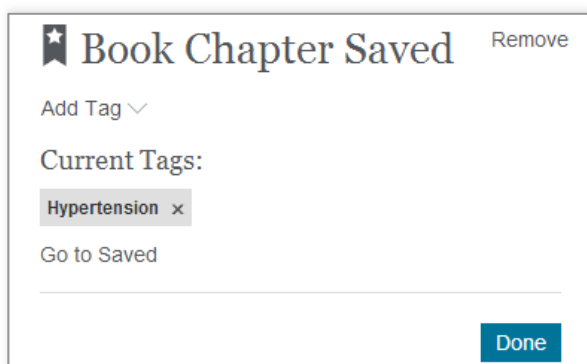 Book Chapter Saved Remove
Add Tag
Current Tags:
Hypertension ×
Go to Saved
Done